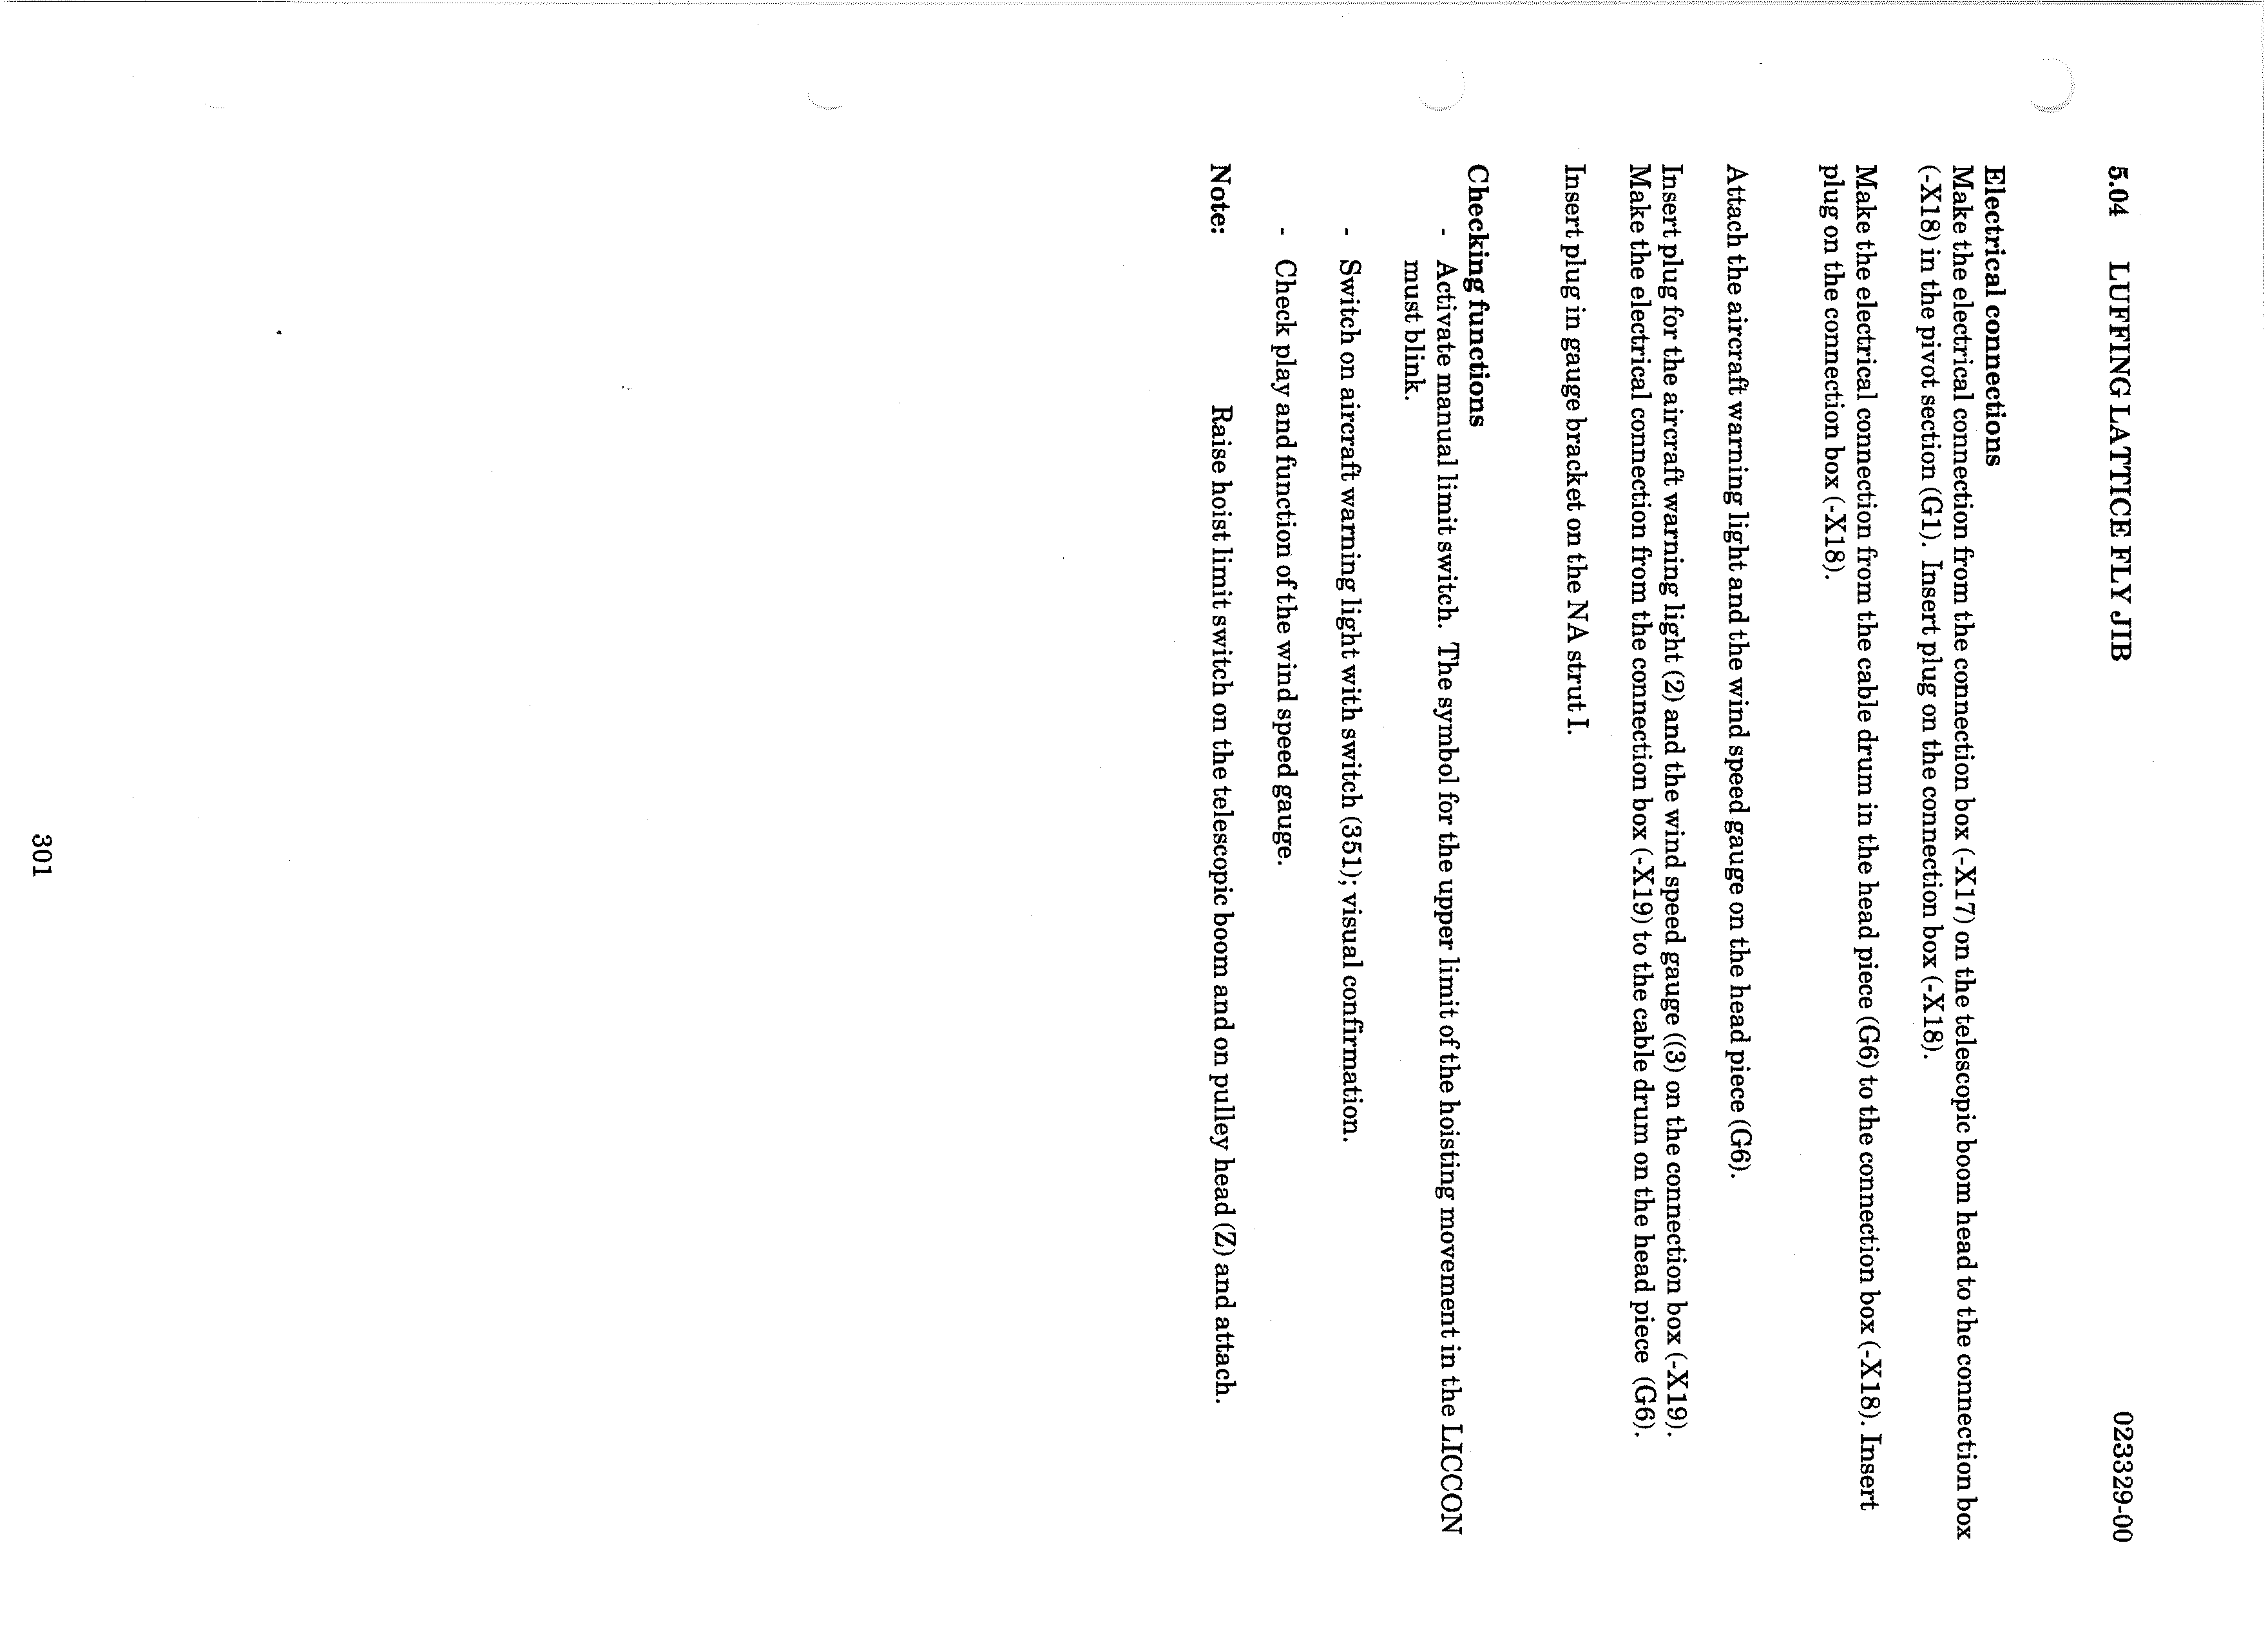 5.04 LUFFING LATTICE FLY JIB 023329-00
Electrical connections
Make the electrical connection from the connection box (-X17) on the telescopic boom head to the connection box
(-X18) in the pivot section (G1). Insert plug on the connection box (-X18).
Make the electrical connection from the cable drum in the head piece (G6) to the connection box (-X18). Insert
plug on the connection box (-X18).
Attach the aircraft warning light and the wind speed gauge on the head piece (G6).
Insert plug for the aircraft warning light (2) and the wind speed gauge ((3) on the connection box (-X19).
Make the electrical connection from the connection box (-X19) to the cable drum on the head piece (G6).
Insert plug in gauge bracket on the NA strut I.
Checking functions
- Activate manual limit switch. The symbol for the upper limit of the hoisting movement in the LICCON
must blink.
- Switch on aircraft warning light with switch (351); visual confirmation.
- Check play and function of the wind speed gauge.
Note: Raise hoist limit switch on the telescopic boom and on pulley head (Z) and attach.
301